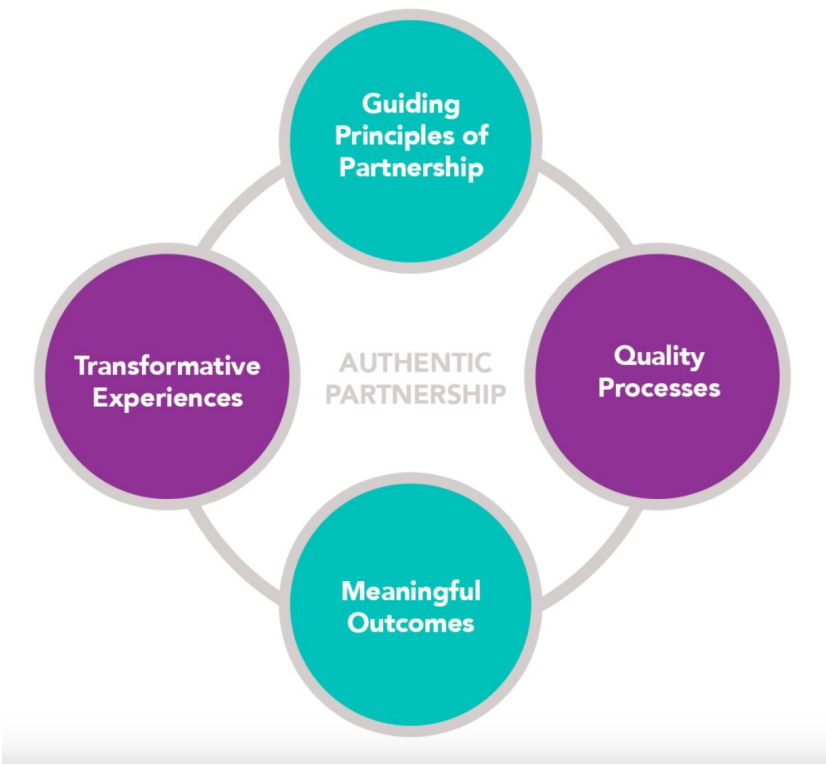 Guiding
Principles of
Partnership
Transformative
Experiences
AUTHENTIC
PARTNERSHIP
Quality
Processes
Meaningful
Outcomes